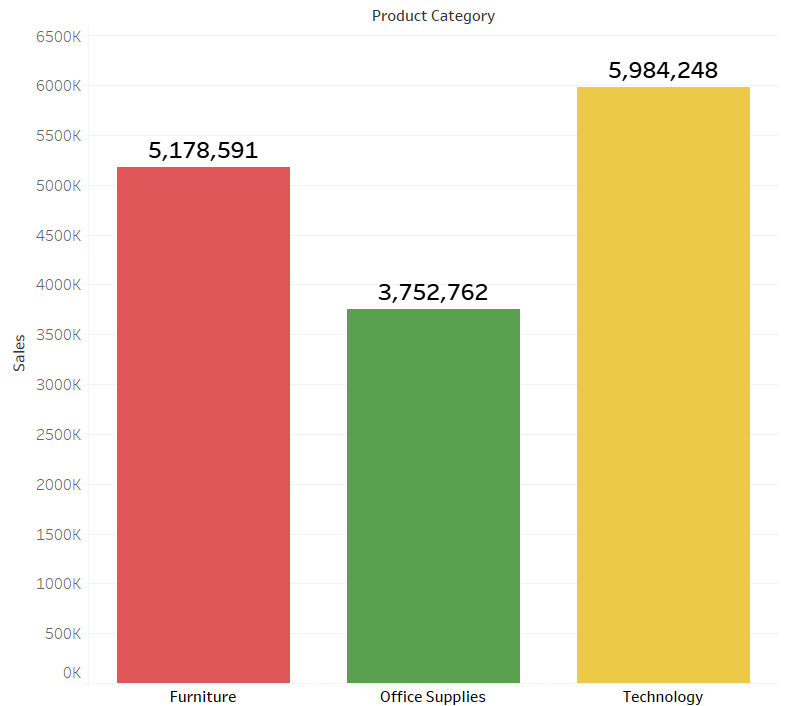 Product Category
6500K
6000K
5,984,248
5500K
5,178,591
5000K
4500K
4000K
3,752,762
3500K
Sales
3000K
2500K
2000K
1500K
1000K
500K
0K
Furniture
Office Supplies
Technology